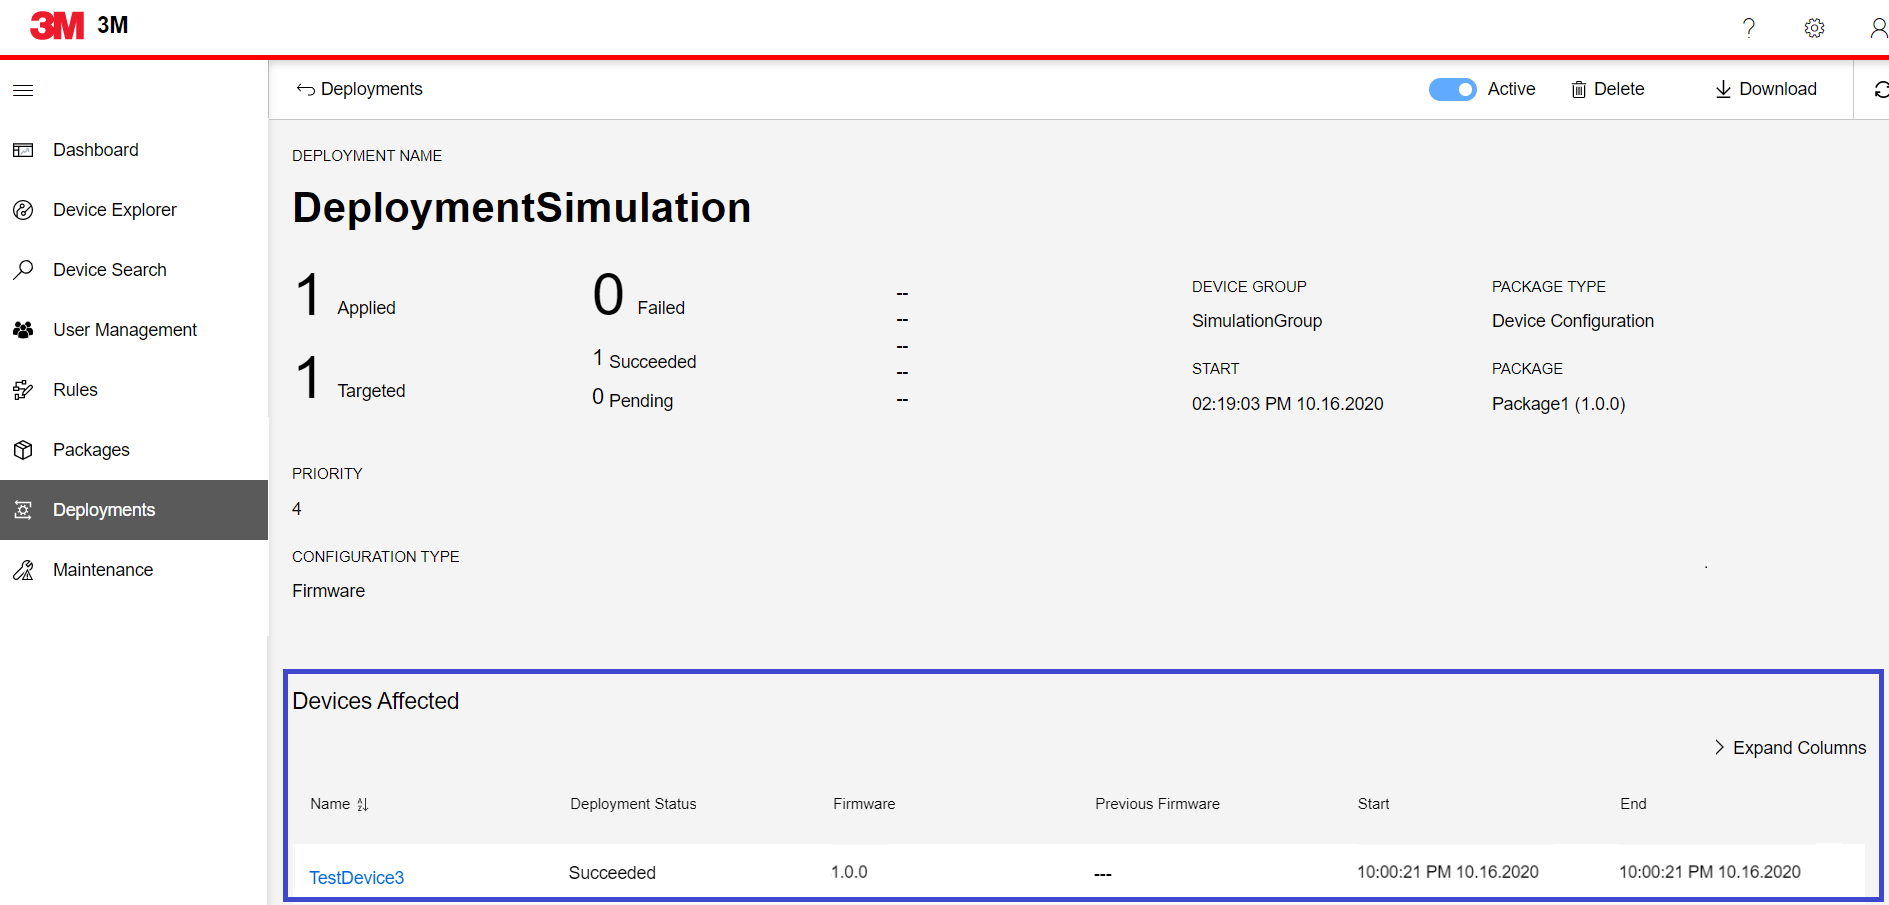 3M 3M
?
Deployments
Active
Delete
Download
Dashboard
Device Explorer
Device Search
User Management
Rules
Packages
Deployments
Maintenance
DEPLOYMENT NAME
DeploymentSimulation
1 Applied
1 Targeted
0 Failed
1 Succeeded
0 Pending
--
--
--
--
--
DEVICE GROUP
SimulationGroup
START
02:19:03 PM 10.16.2020
PACKAGE TYPE
Device Configuration
PACKAGE
Package1 (1.0.0)
PRIORITY
4
CONFIGURATION TYPE
Firmware
.
Devices Affected
Expand Columns
Name Deployment Status Firmware Previous Firmware Start End
TestDevice3 Succeeded 1.0.0 --- 10:00:21 PM 10.16.2020 10:00:21 PM 10.16.2020